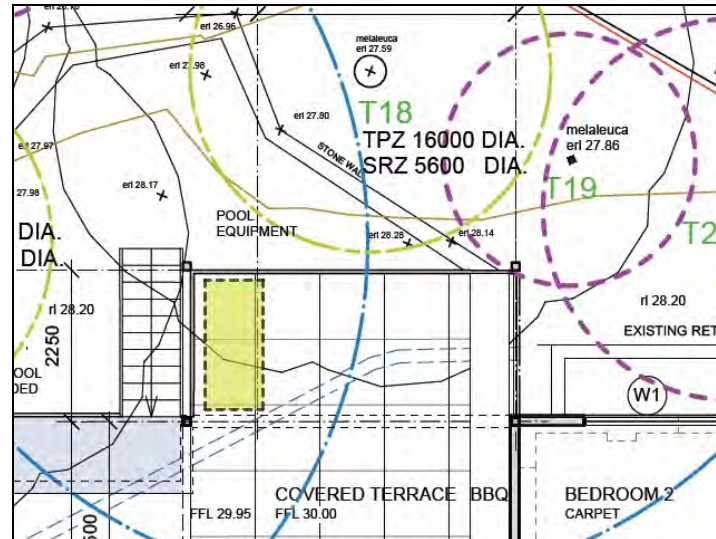 erl 26.95
melaleuca
erl 27.59
erl 27.98
T18
erl 27.80
TPZ 16000 DIA.
SRZ 5600 DIA.
STONE WAL
melaleuca
erl 27.86
T19
erl 27.97
27.98
erl 28.17
POOL
EQUIPMENT
erl 28.28
erl 28.14
T2
DIA.
DIA.
rl 28.20
2250
OOL
DED
rl 28.20
EXISTING RET
W1
COVERED TERRACE BBQ
FFL 29.95
FFL 30.00
BEDROOM 2
CARPET
500